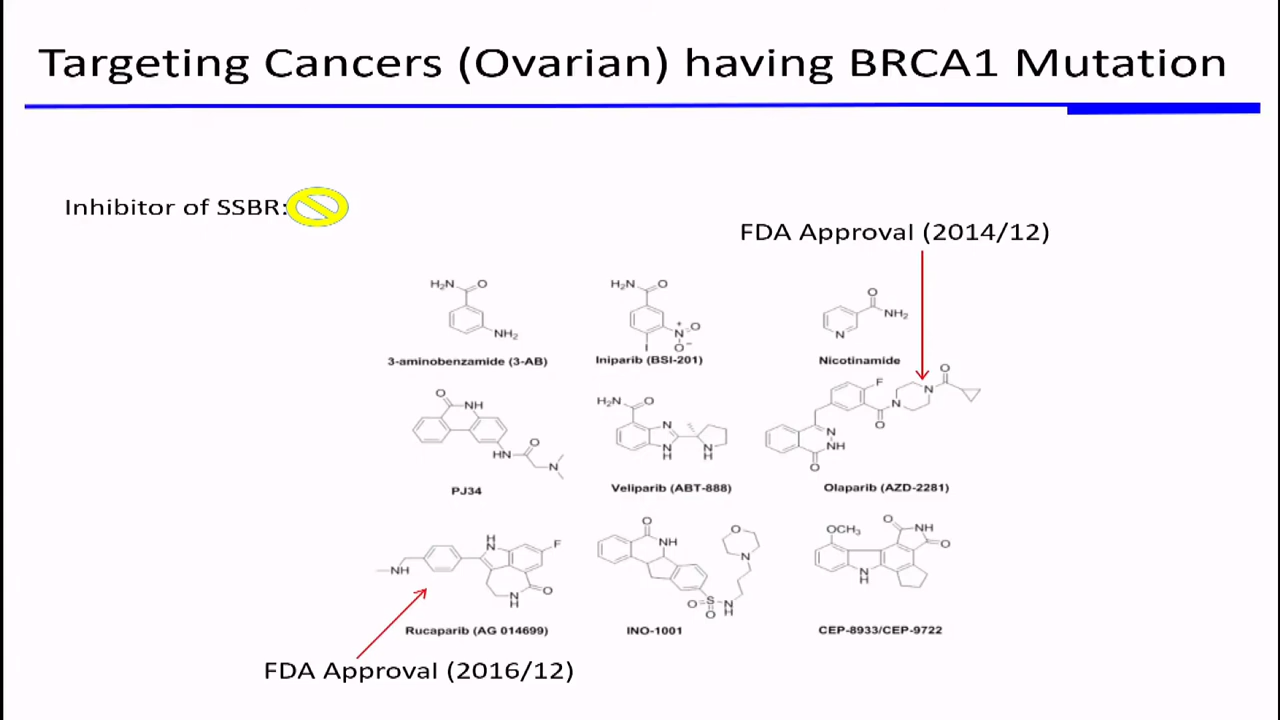 Targeting Cancers (Ovarian) having BRCA1 Mutation
Inhibitor of SSBR:
FDA Approval (2014/12)
H₂N O
NH₂
3-aminobenzamide (3-AB)
H₂N O
N⁺ O
I O⁻
Iniparib (BSI-201)
O
NH₂
N
Nicotinamide
O
NH
HN O
N
PJ34
H₂N O
N
N
H
N
H
Veliparib (ABT-888)
F
O
N
N
O
N
NH
O
Olaparib (AZD-2281)
H
N
F
NH
N
H
O
Rucaparib (AG 014699)
O
NH
O
N
O S N
O H
INO-1001
OCH₃
O NH
O
N
H
CEP-8933/CEP-9722
FDA Approval (2016/12)